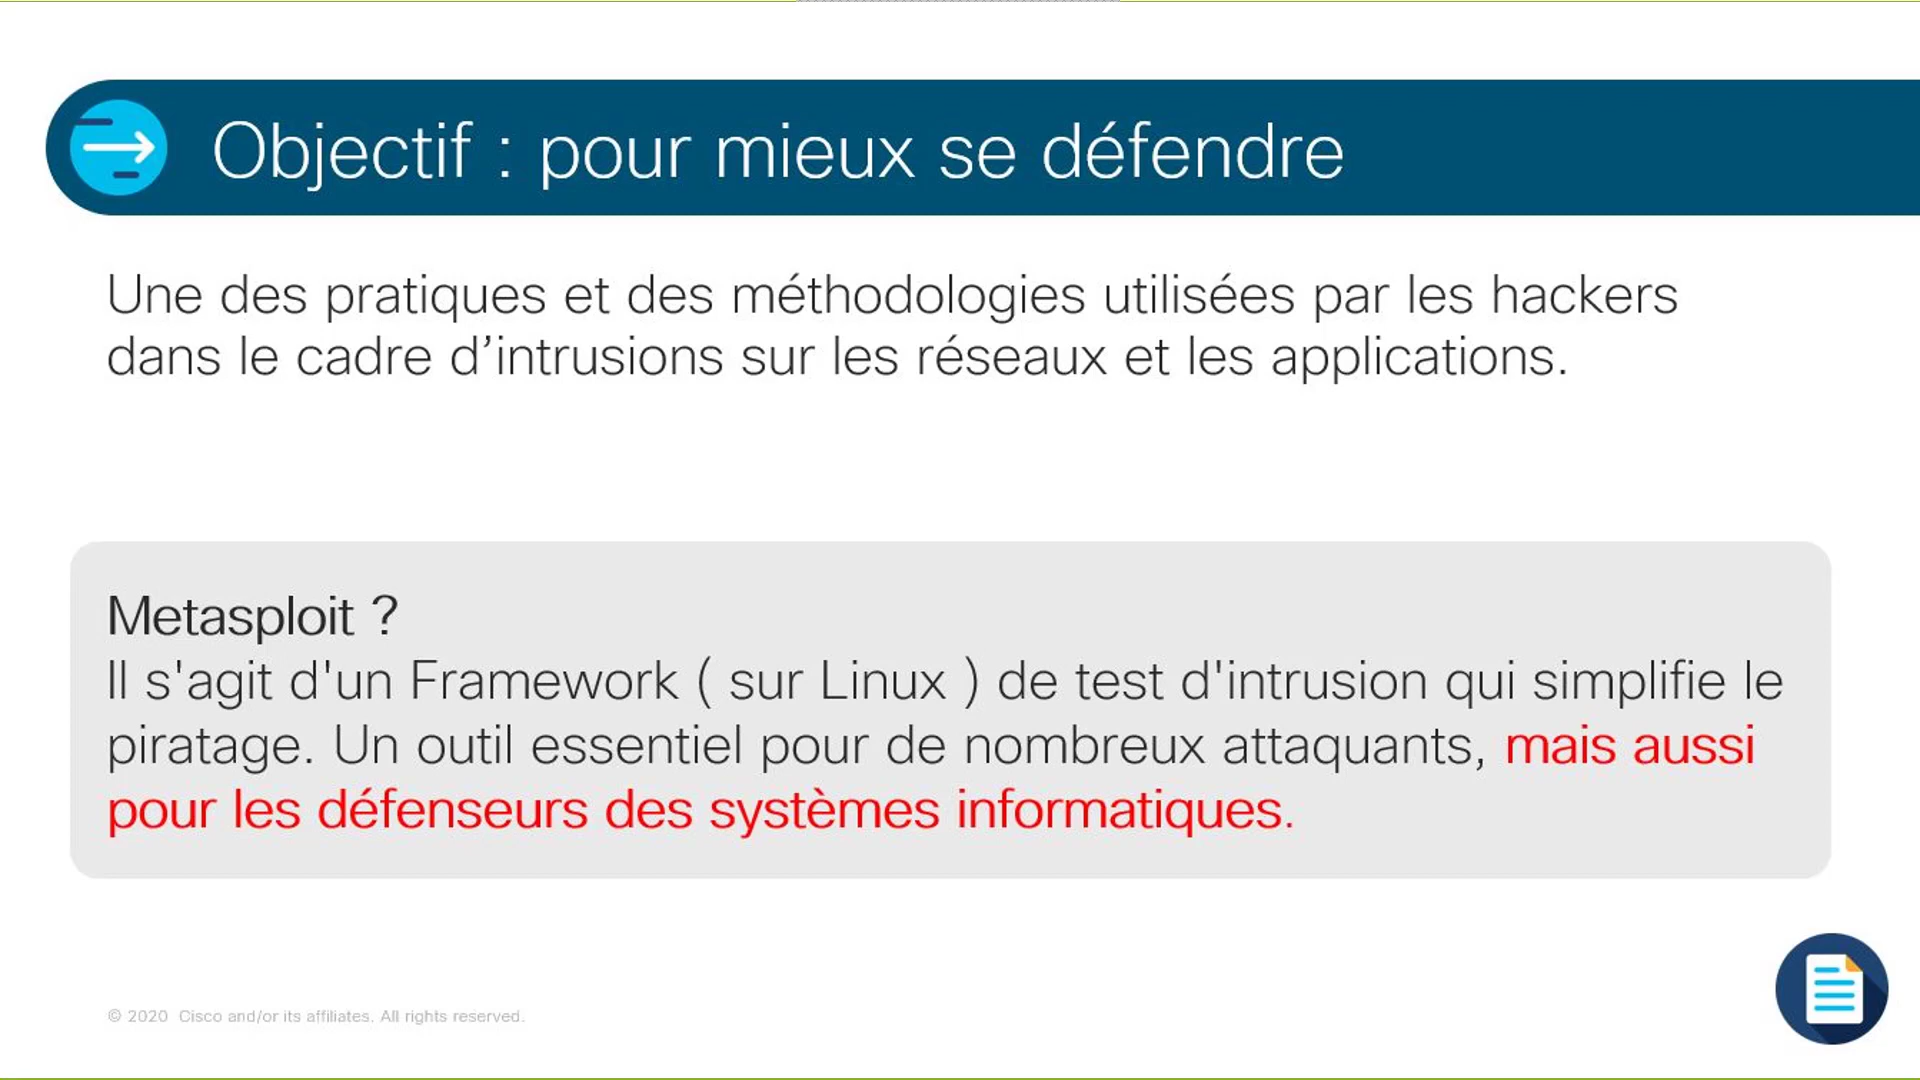 Objectif : pour mieux se défendre
Une des pratiques et des méthodologies utilisées par les hackers
dans le cadre d’intrusions sur les réseaux et les applications.
Metasploit ?
Il s'agit d'un Framework ( sur Linux ) de test d'intrusion qui simplifie le
piratage. Un outil essentiel pour de nombreux attaquants, mais aussi
pour les défenseurs des systèmes informatiques.
© 2020 Cisco and/or its affiliates. All rights reserved.